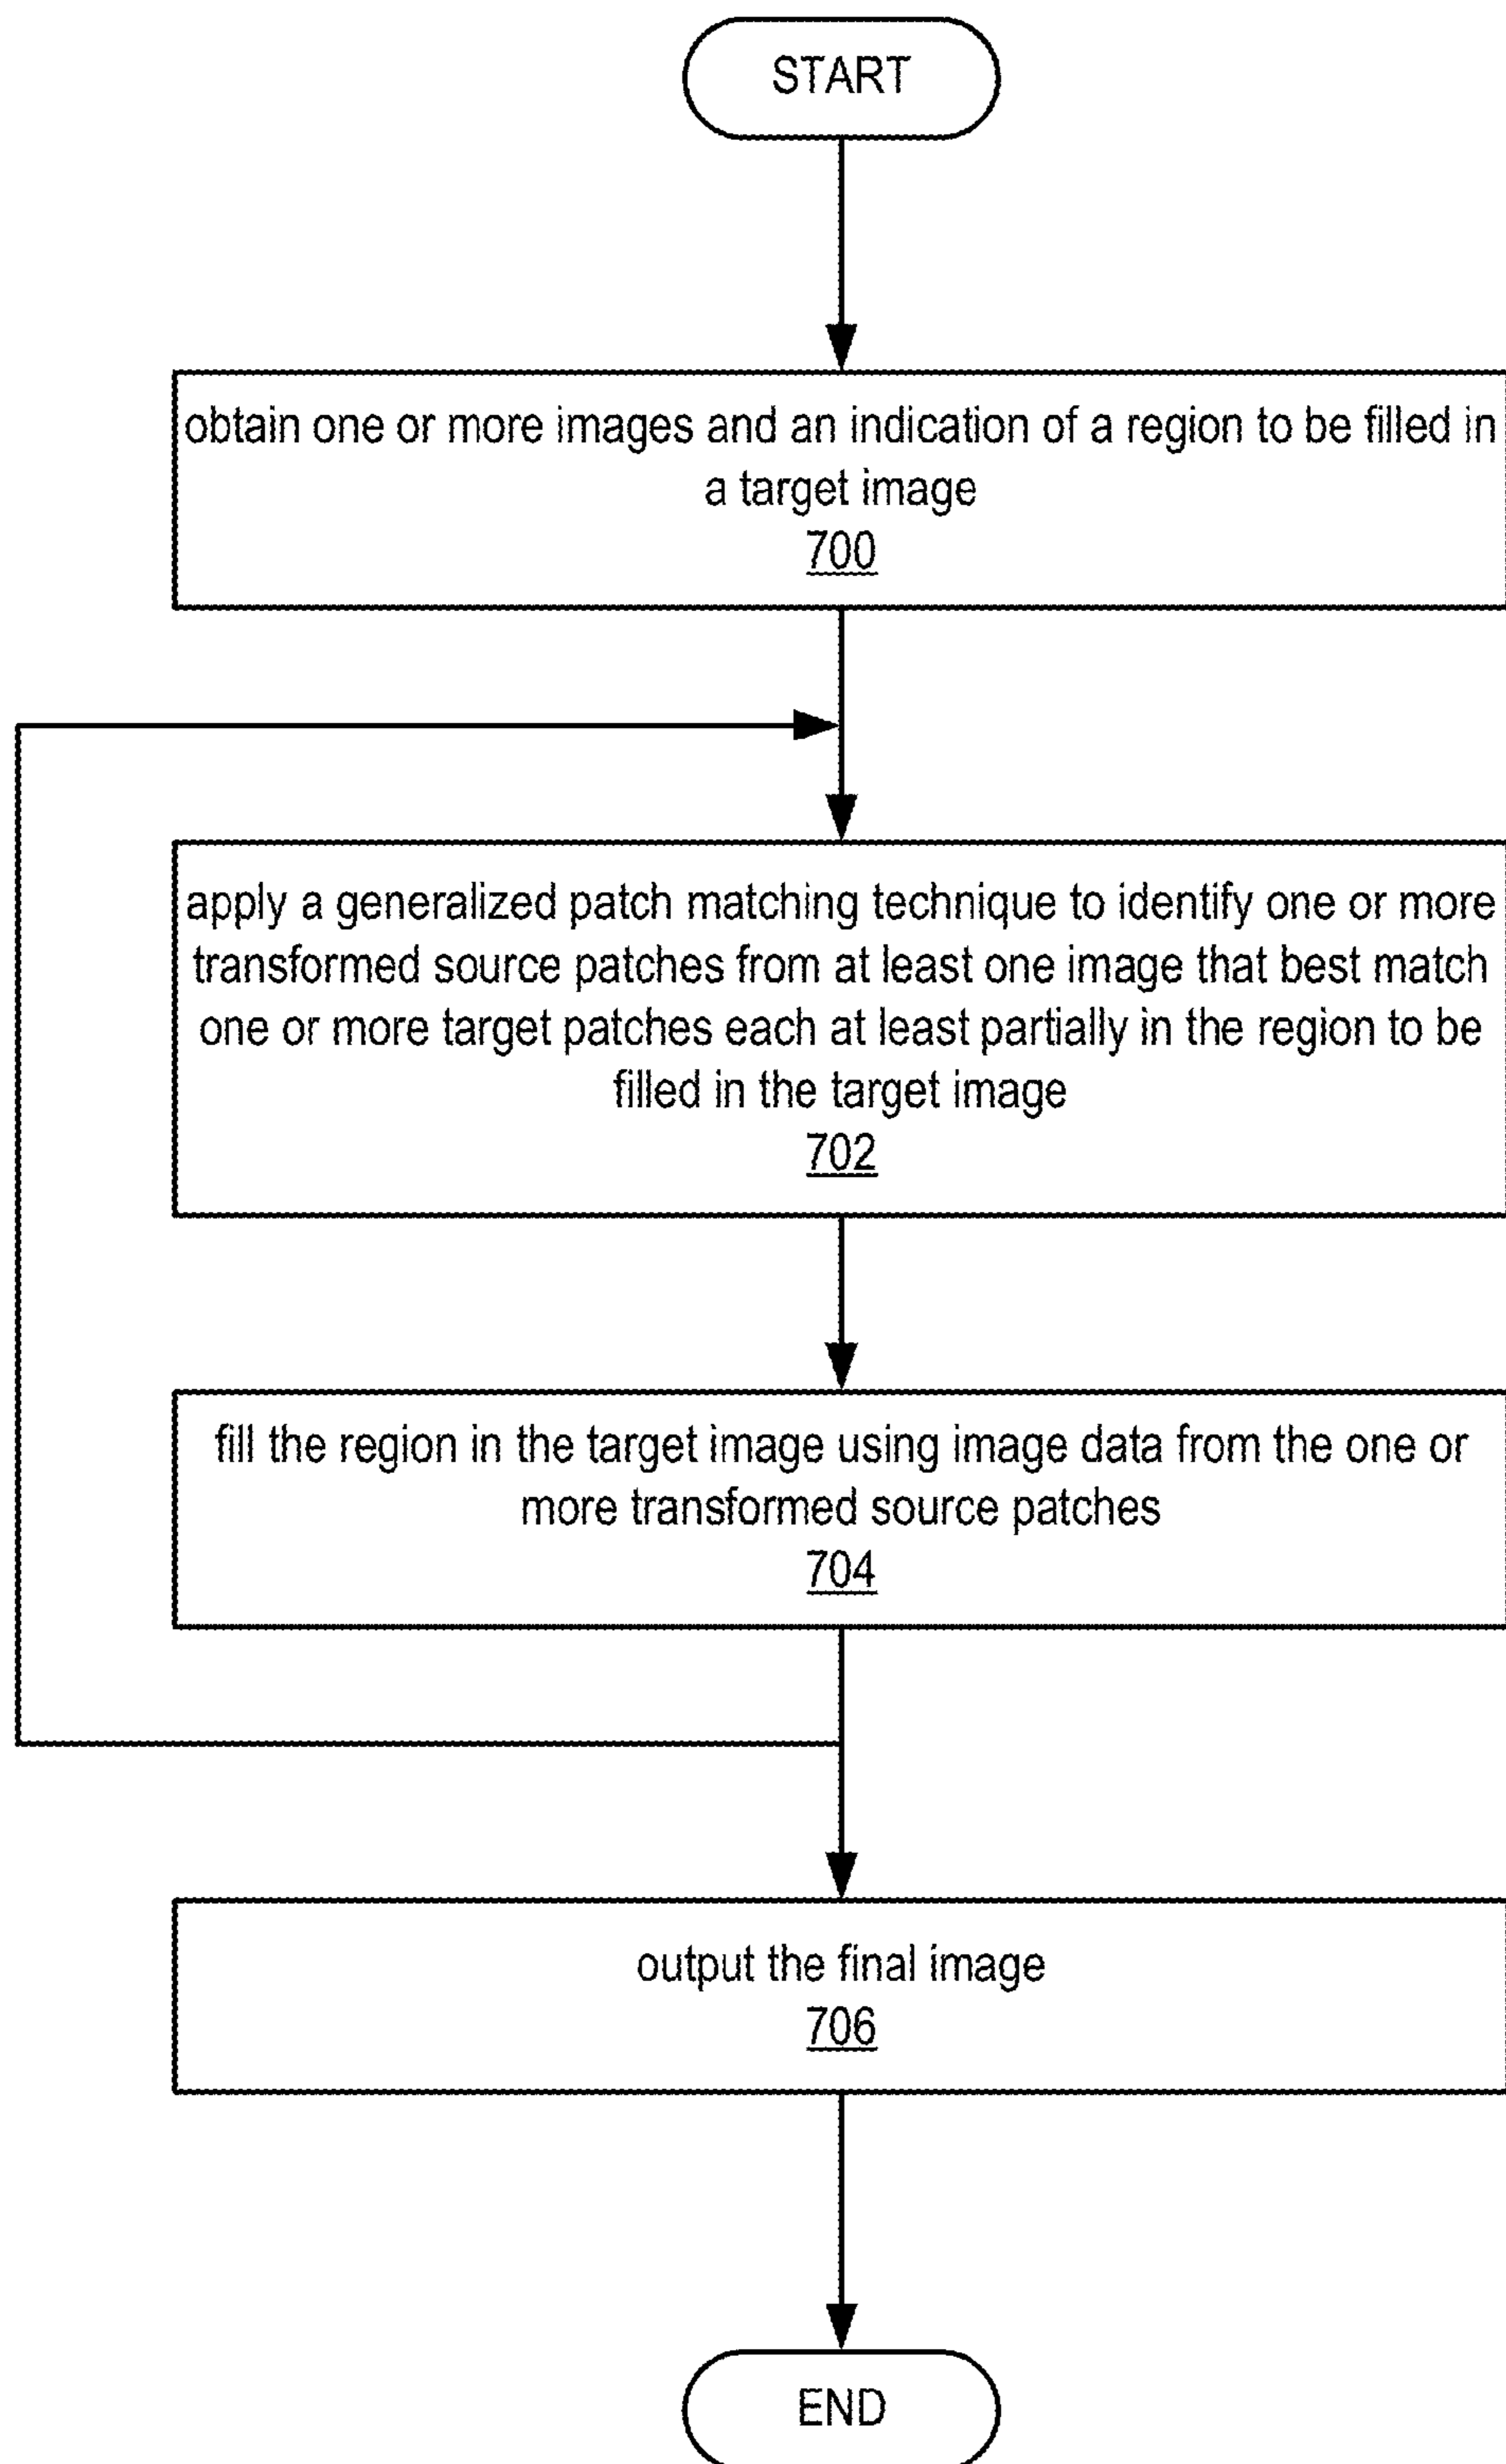 START
obtain one or more images and an indication of a region to be filled in
a target image
700
apply a generalized patch matching technique to identify one or more
transformed source patches from at least one image that best match
one or more target patches each at least partially in the region to be
filled in the target image
702
fill the region in the target image using image data from the one or
more transformed source patches
704
output the final image
706
END